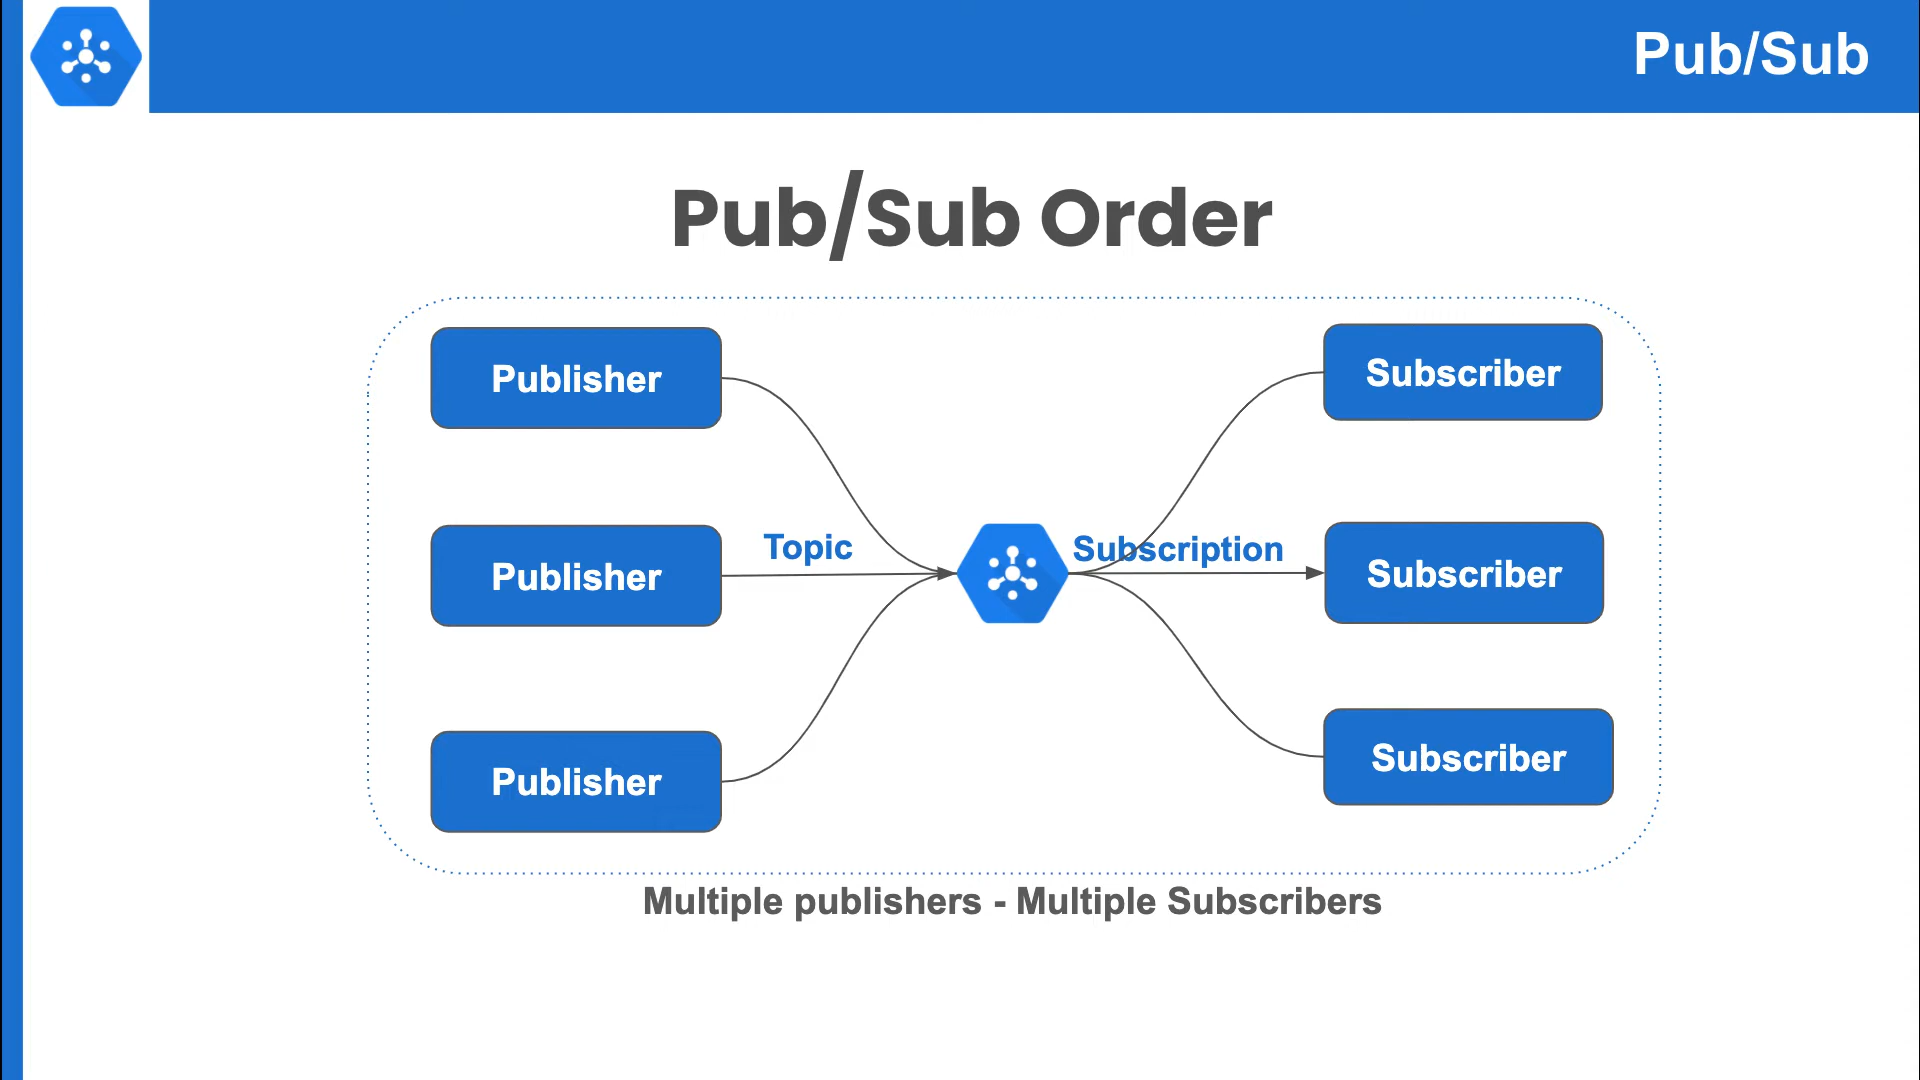 Pub/Sub
Pub/Sub Order
Publisher
Subscriber
Topic
Subscription
Publisher
Subscriber
Publisher
Subscriber
Multiple publishers - Multiple Subscribers